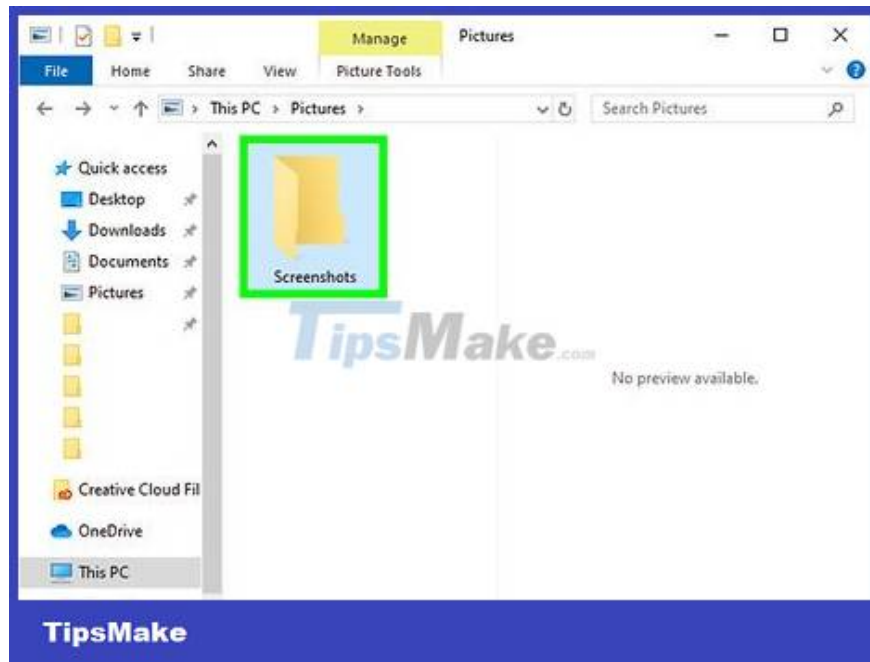 Manage
Pictures
File Home Share View Picture Tools
This PC > Pictures >
Search Pictures
Quick access
Desktop
Downloads
Documents
Pictures
Screenshots
TipsMake.com
No preview available.
Creative Cloud Fil
OneDrive
This PC
TipsMake